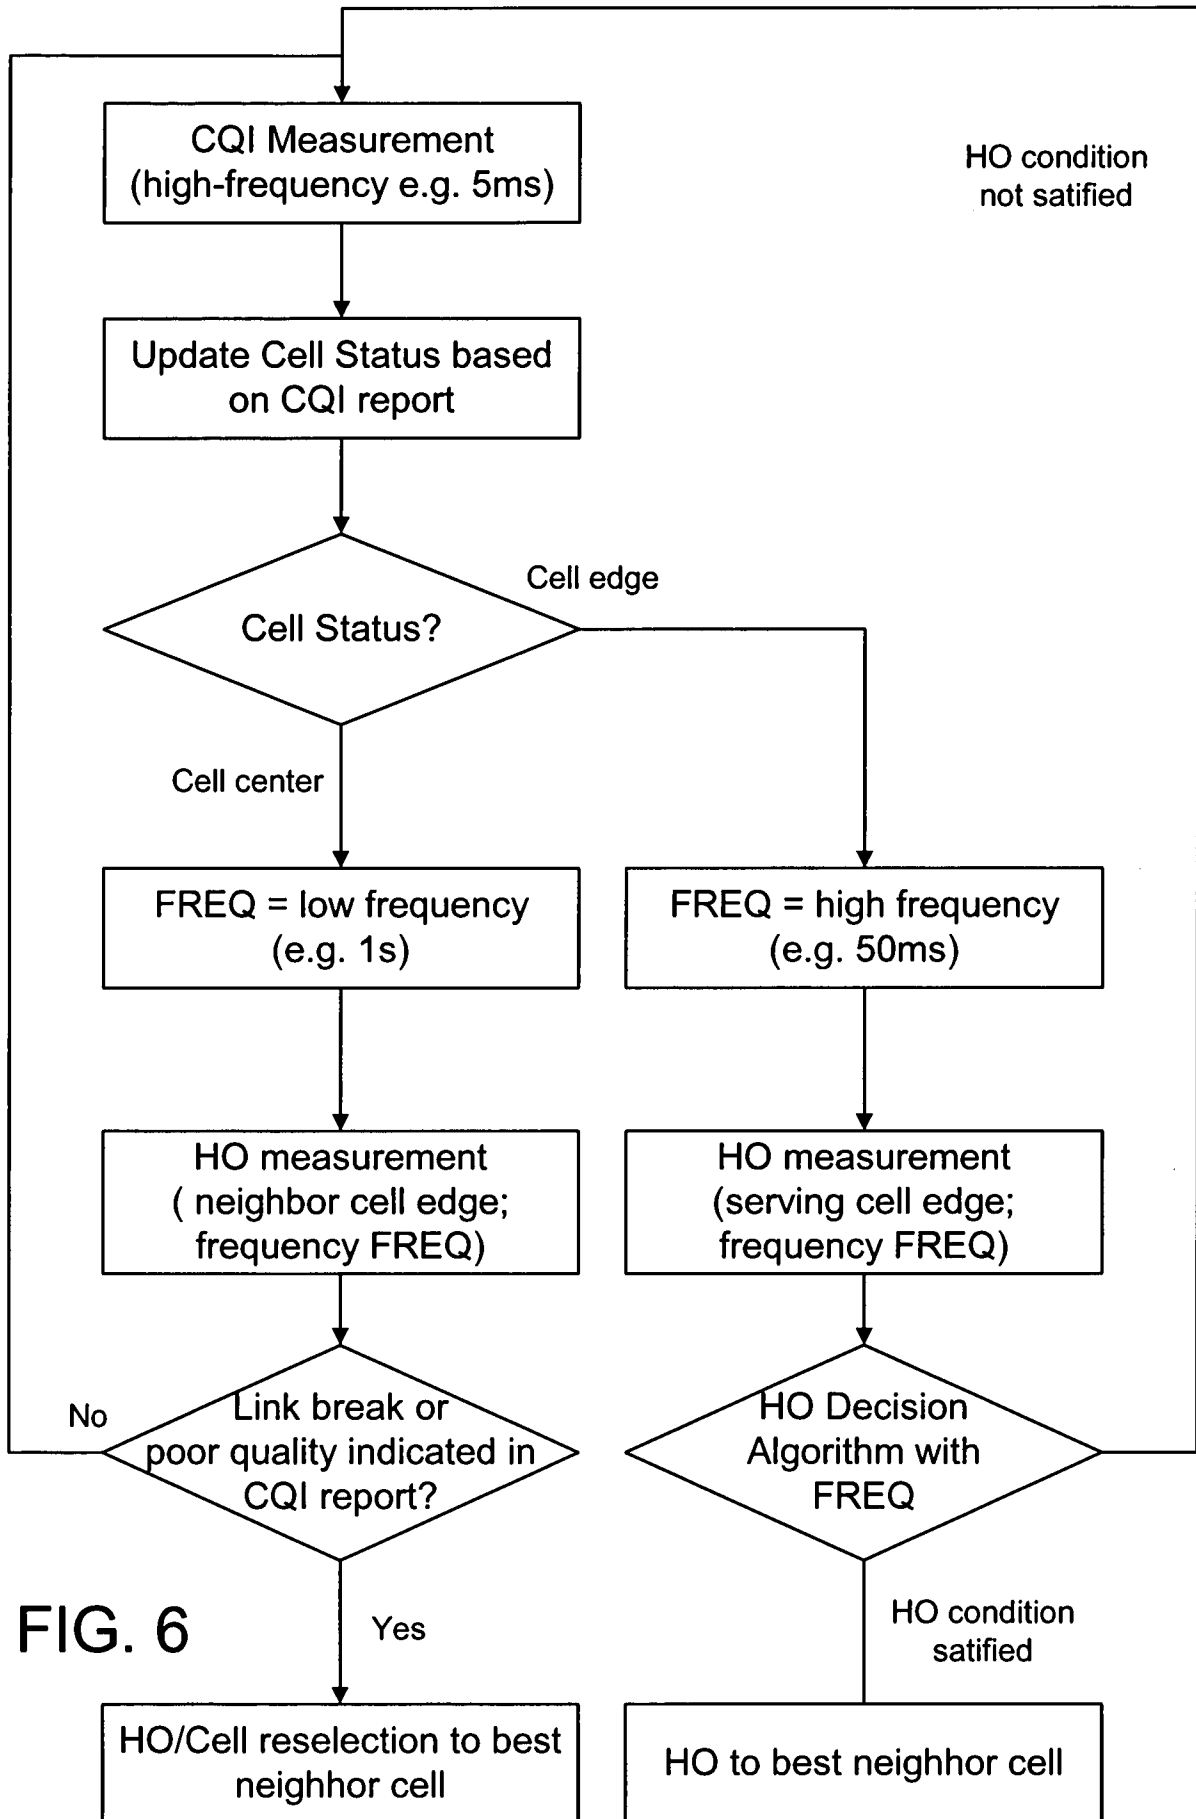 CQI Measurement
(high-frequency e.g. 5ms)
HO condition
not satified
Update Cell Status based
on CQI report
Cell edge
Cell Status?
Cell center
FREQ = low frequency
(e.g. 1s)
FREQ = high frequency
(e.g. 50ms)
HO measurement
( neighbor cell edge;
frequency FREQ)
HO measurement
(serving cell edge;
frequency FREQ)
No
Link break or
poor quality indicated in
CQI report?
HO Decision
Algorithm with
FREQ
FIG. 6
Yes
HO condition
satified
HO/Cell reselection to best
neighhor cell
HO to best neighhor cell